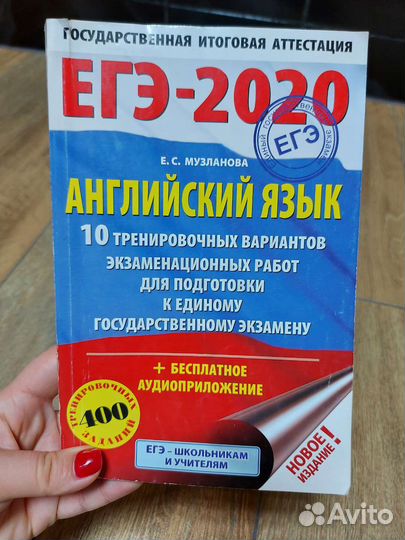 ГОСУДАРСТВЕННАЯ ИТОГОВАЯ АТТЕСТАЦИЯ
ЕГЭ-2020
ЕГЭ
Е. С. МУЗЛАНОВА
АНГЛИЙСКИЙ ЯЗЫК
10 ТРЕНИРОВОЧНЫХ ВАРИАНТОВ
ЭКЗАМЕНАЦИОННЫХ РАБОТ
ДЛЯ ПОДГОТОВКИ
К ЕДИНОМУ
ГОСУДАРСТВЕННОМУ ЭКЗАМЕНУ
+ БЕСПЛАТНОЕ
АУДИОПРИЛОЖЕНИЕ
ТРЕНИРОВОЧНЫХ
400
ЗАДАНИЙ
ЕГЭ – ШКОЛЬНИКАМ
И УЧИТЕЛЯМ
НОВОЕ
ИЗДАНИЕ!
Avito